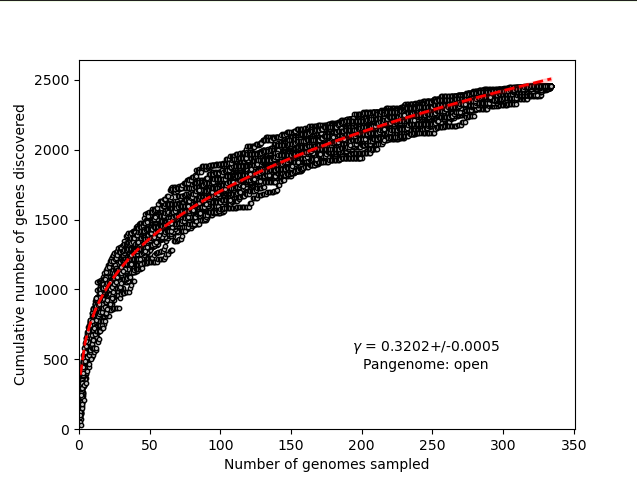 2500
2000
1500
1000
500
0
Cumulative number of genes discovered
γ = 0.3202+/-0.0005
Pangenome: open
0 50 100 150 200 250 300 350
Number of genomes sampled